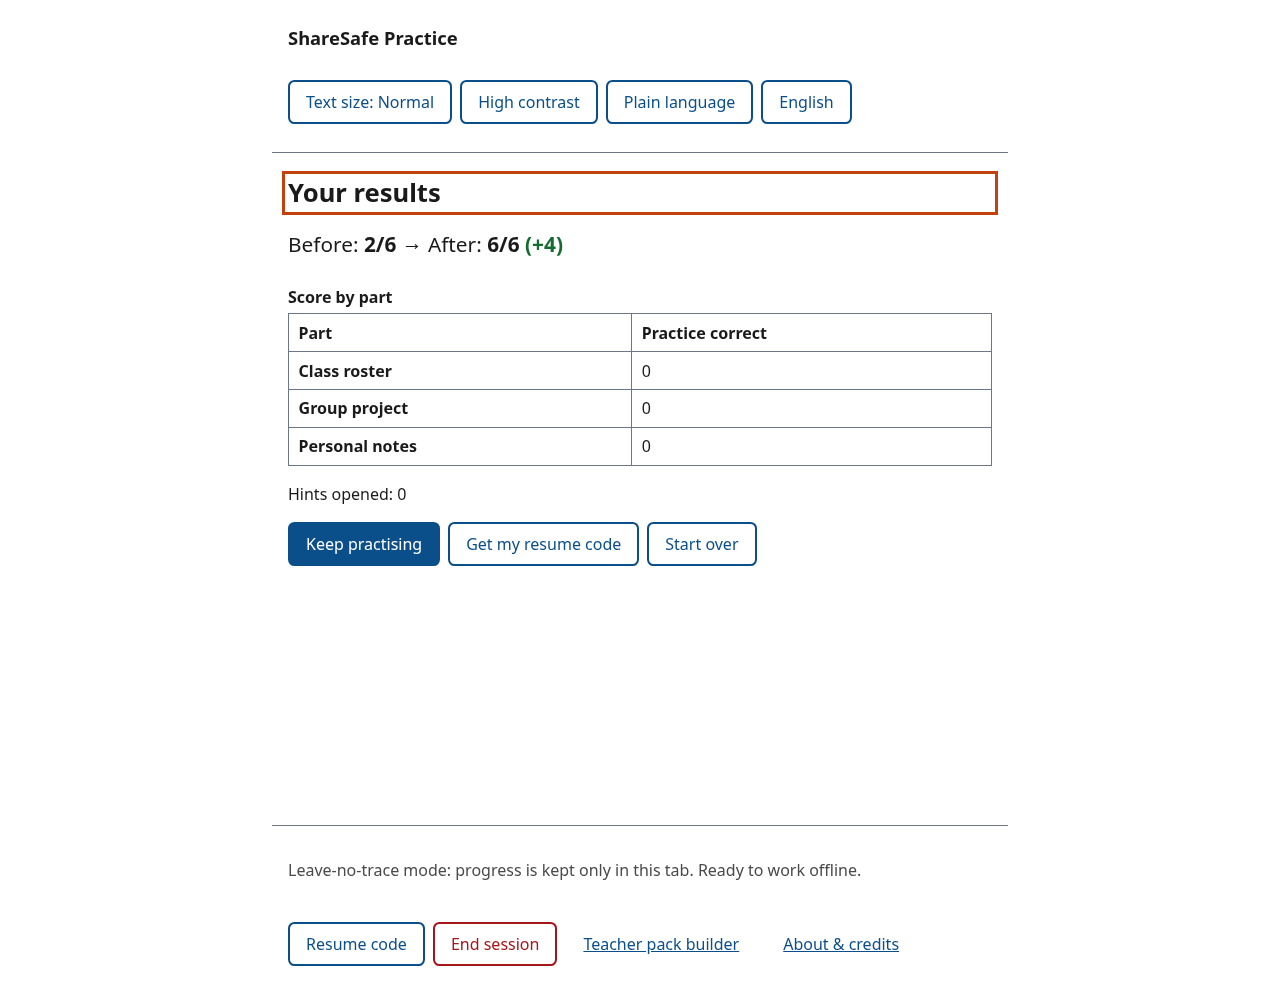 ShareSafe Practice
Text size: Normal High contrast Plain language English
Your results
Before: 2/6 → After: 6/6 (+4)
Score by part
Part Practice correct
Class roster 0
Group project 0
Personal notes 0
Hints opened: 0
Keep practising Get my resume code Start over
Leave-no-trace mode: progress is kept only in this tab. Ready to work offline.
Resume code End session Teacher pack builder About & credits